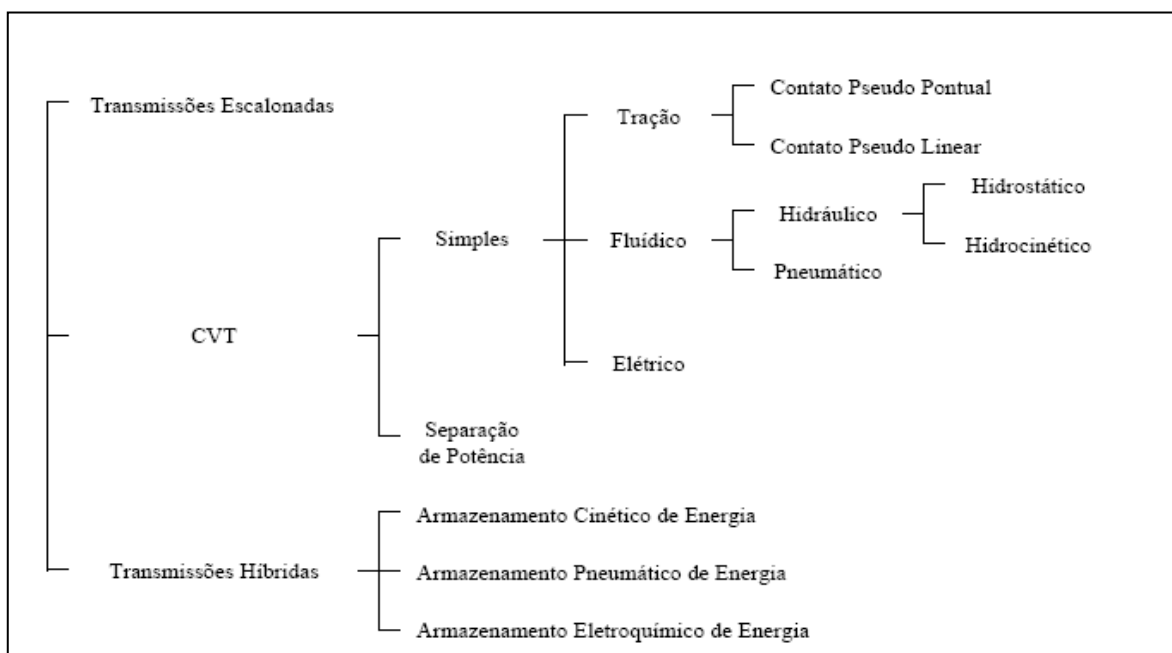 Transmissões Escalonadas
CVT
Simples
Tração
Contato Pseudo Pontual
Contato Pseudo Linear
Fluídico
Hidráulico
Hidrostático
Hidrocinético
Pneumático
Elétrico
Separação
de Potência
Transmissões Híbridas
Armazenamento Cinético de Energia
Armazenamento Pneumático de Energia
Armazenamento Eletroquímico de Energia